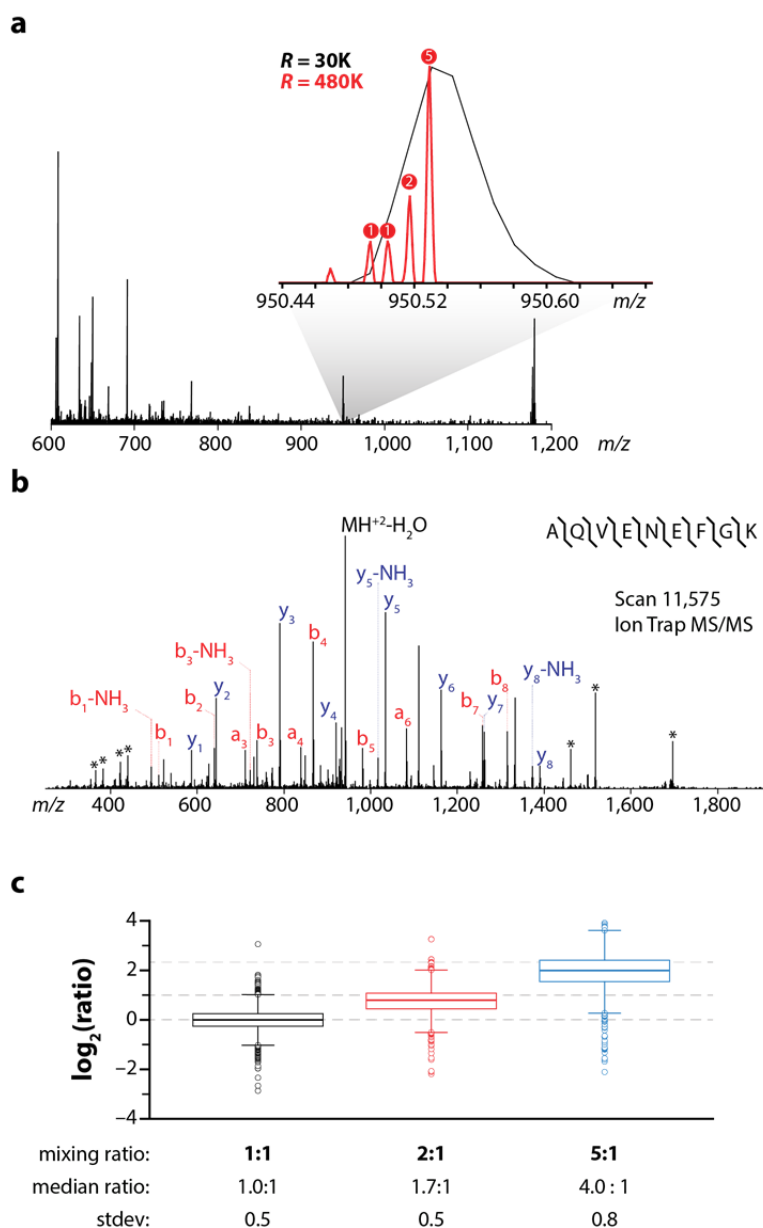 a
R = 30K
R = 480K
5
2
1 1
950.44 950.52 950.60 m/z
600 700 800 900 1,000 1,100 1,200 m/z
b
MH+2-H2O
A Q V E N E F G K
Scan 11,575
Ion Trap MS/MS
y5-NH3
y3
y5
b4
b3-NH3
y8-NH3
b1-NH3
b2
y2
y6
b7
y7
b8
*
y4
a6
y1
a3
b3
a4
b1
b5
y8
* * * *
* *
m/z 400 600 800 1,000 1,200 1,400 1,600 1,800
c
log2(ratio)
4
2
0
−2
−4
mixing ratio: 1:1 2:1 5:1
median ratio: 1.0:1 1.7:1 4.0 : 1
stdev: 0.5 0.5 0.8